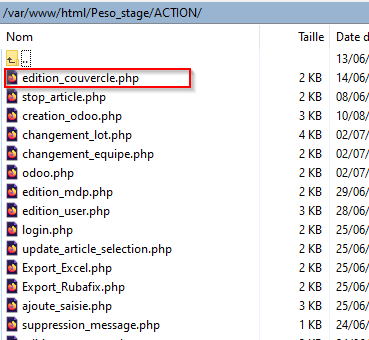 /var/www/html/Peso_stage/ACTION/
Nom Taille
.. 13/06/
edition_couvercle.php 2 KB 14/06/
stop_article.php 2 KB 08/06/
creation_odoo.php 3 KB 10/08/
changement_lot.php 4 KB 02/07/
changement_equipe.php 2 KB 02/07/
odoo.php 2 KB 02/07/
edition_mdp.php 2 KB 29/06/
edition_user.php 3 KB 28/06/
login.php 2 KB 25/06/
update_article_selection.php 2 KB 25/06/
Export_Excel.php 2 KB 25/06/
Export_Rubafix.php 2 KB 25/06/
ajoute_saisie.php 3 KB 25/06/
suppression_message.php 1 KB 25/06/